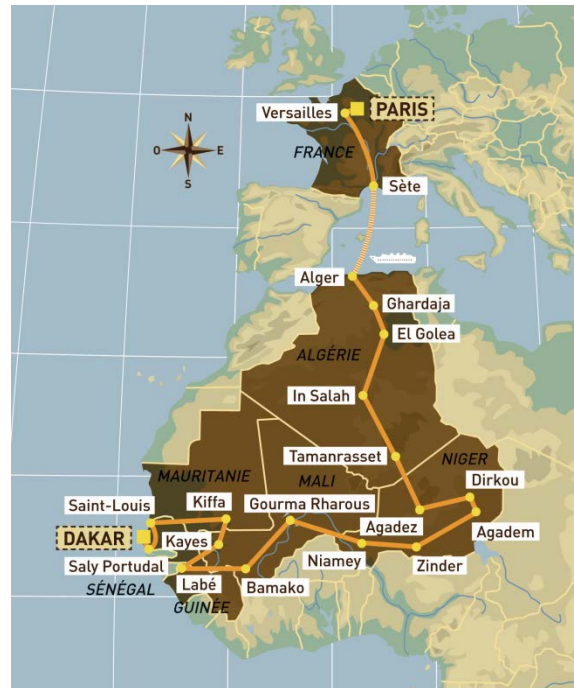 PARIS
Versailles
N
O
E
S
FRANCE
Sète
Alger
Ghardaja
El Golea
ALGÉRIE
In Salah
Tamanrasset
NIGER
MAURITANIE
MALI
Dirkou
Kiffa
Gourma Rharous
Saint-Louis
Agadez
Agadem
DAKAR
Kayes
Niamey
Zinder
Saly Portudal
Labé
Bamako
SÉNÉGAL
GUINÉE